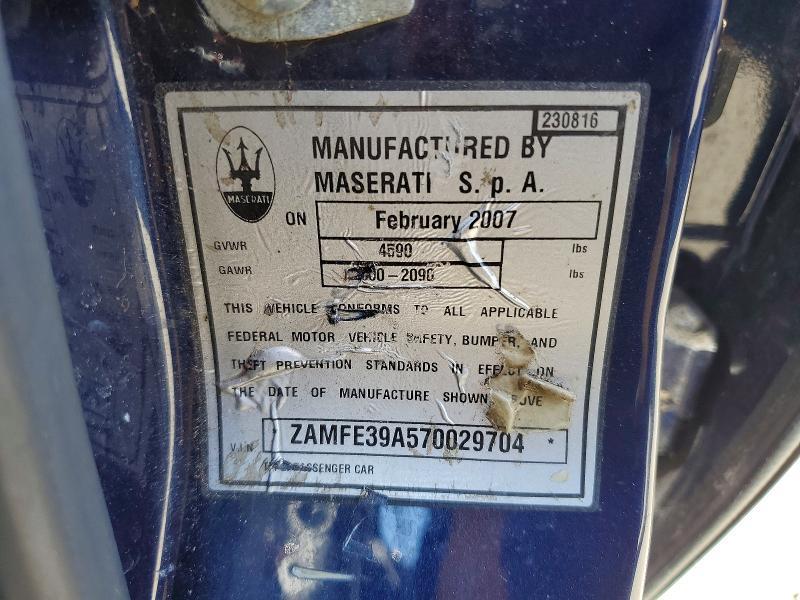 230816
MANUFACTURED BY
MASERATI S. p. A.
MASERATI
ON February 2007
GVWR 4590 lbs
GAWR 00-2090 lbs
THIS VEHICLE CONFORMS TO ALL APPLICABLE
FEDERAL MOTOR VEHICLE SAFETY, BUMPER, AND
THEFT PREVENTION STANDARDS IN EFFECT ON
THE DATE OF MANUFACTURE SHOWN ABOVE
V.I.N. * ZAMFE39A570029704 *
PASSENGER CAR